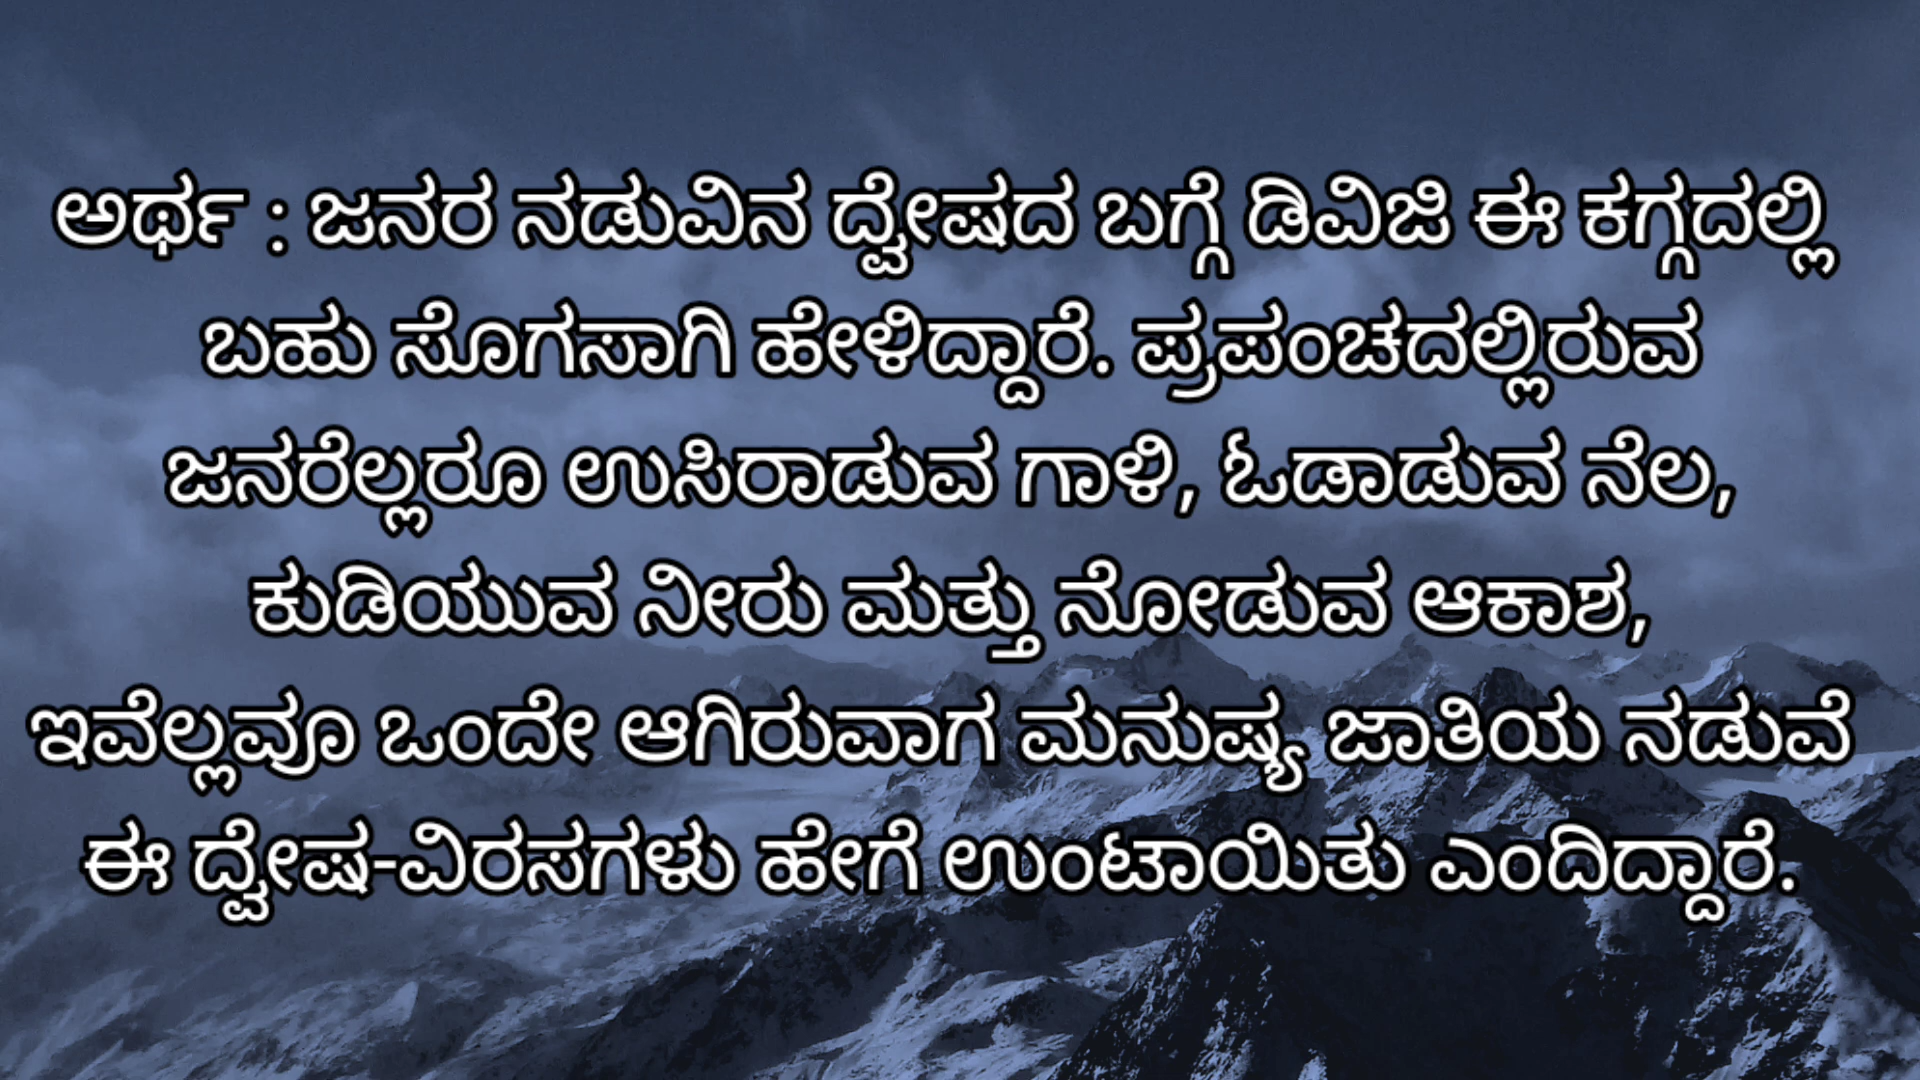 ಅರ್ಥ : ಜನರ ನಡುವಿನ ದ್ವೇಷದ ಬಗ್ಗೆ ಡಿವಿಜಿ ಈ ಕಗ್ಗದಲ್ಲಿ
ಬಹು ಸೊಗಸಾಗಿ ಹೇಳಿದ್ದಾರೆ. ಪ್ರಪಂಚದಲ್ಲಿರುವ
ಜನರೆಲ್ಲರೂ ಉಸಿರಾಡುವ ಗಾಳಿ, ಓಡಾಡುವ ನೆಲ,
ಕುಡಿಯುವ ನೀರು ಮತ್ತು ನೋಡುವ ಆಕಾಶ,
ಇವೆಲ್ಲವೂ ಒಂದೇ ಆಗಿರುವಾಗ ಮನುಷ್ಯ ಜಾತಿಯ ನಡುವೆ
ಈ ದ್ವೇಷ-ವಿರಸಗಳು ಹೇಗೆ ಉಂಟಾಯಿತು ಎಂದಿದ್ದಾರೆ.